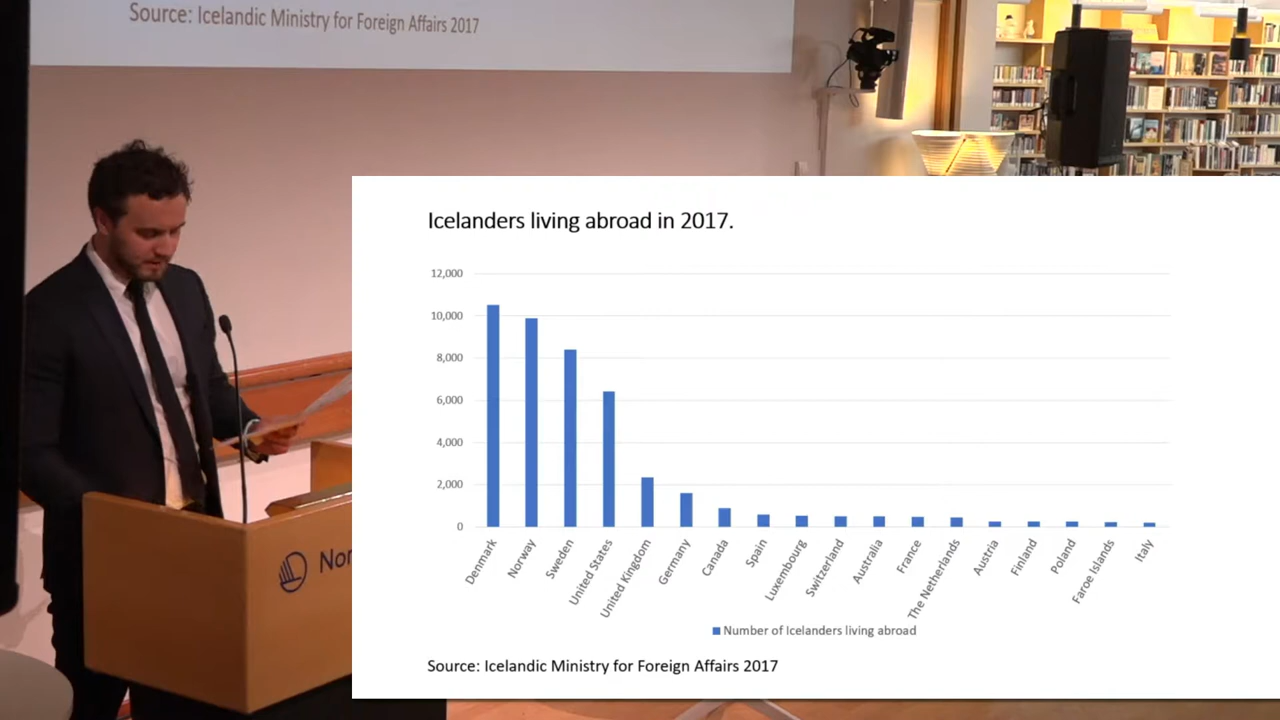 Source: Icelandic Ministry for Foreign Affairs 2017
Icelanders living abroad in 2017.
12,000
10,000
8,000
6,000
4,000
2,000
0
Denmark
Norway
Sweden
United States
United Kingdom
Germany
Canada
Spain
Luxembourg
Switzerland
Australia
France
The Netherlands
Austria
Finland
Poland
Faroe Islands
Italy
Number of Icelanders living abroad
Source: Icelandic Ministry for Foreign Affairs 2017
Nor